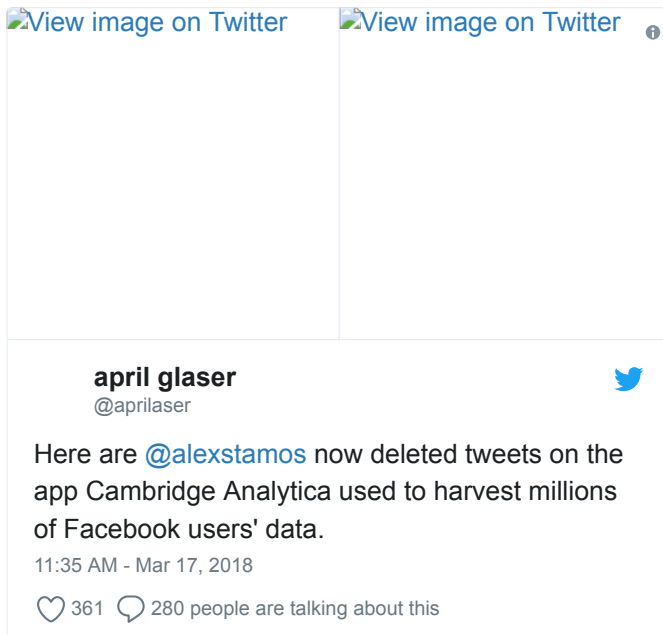 View image on Twitter View image on Twitter
april glaser
@aprilaser
Here are @alexstamos now deleted tweets on the
app Cambridge Analytica used to harvest millions
of Facebook users' data.
11:35 AM - Mar 17, 2018
361 280 people are talking about this